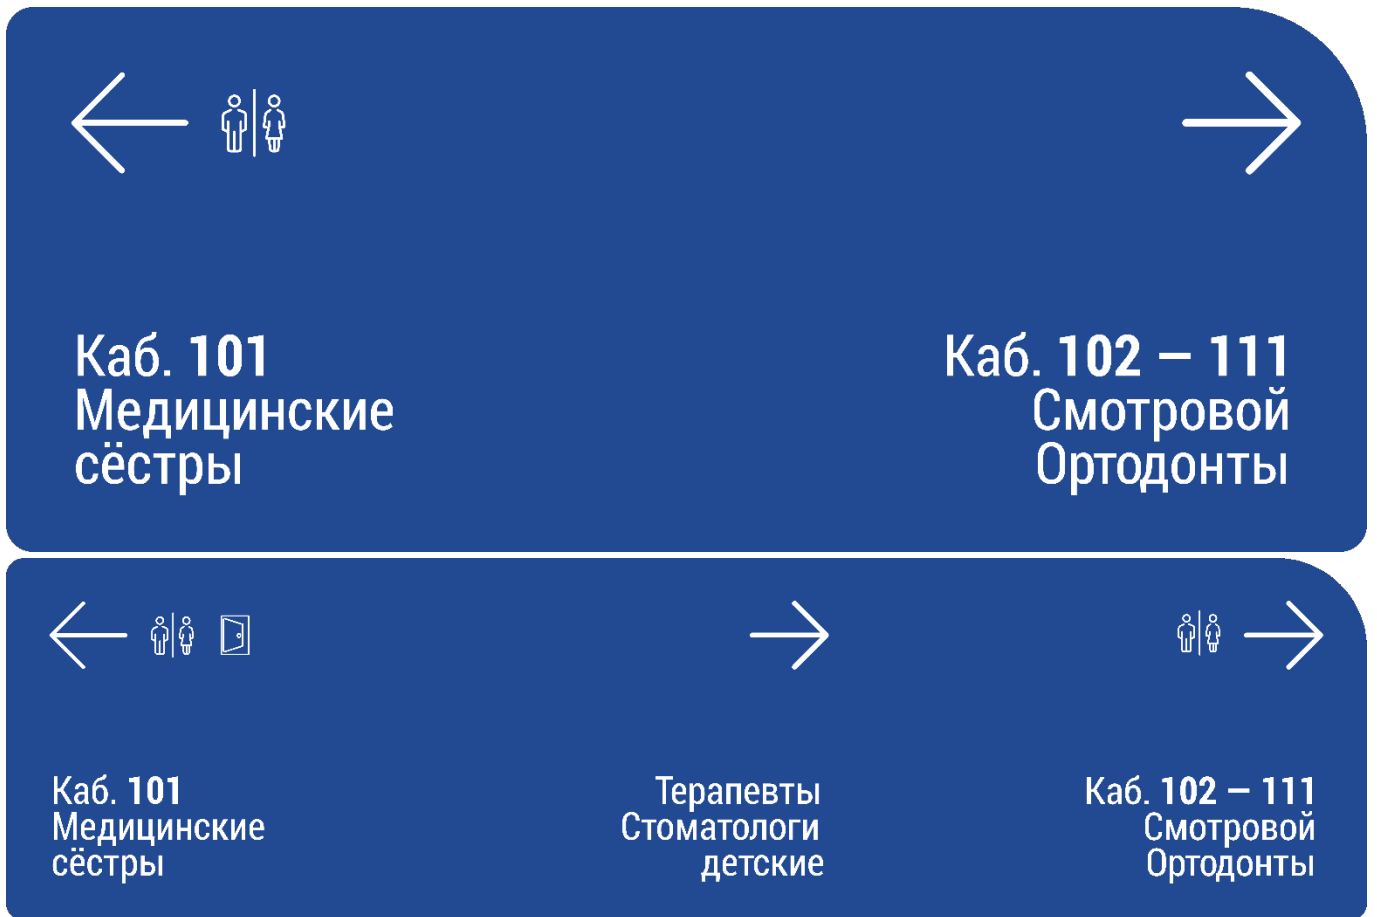 Каб. 101
Медицинские
сёстры
Каб. 102 — 111
Смотровой
Ортодонты
Каб. 101
Медицинские
сёстры
Терапевты
Стоматологи
детские
Каб. 102 — 111
Смотровой
Ортодонты